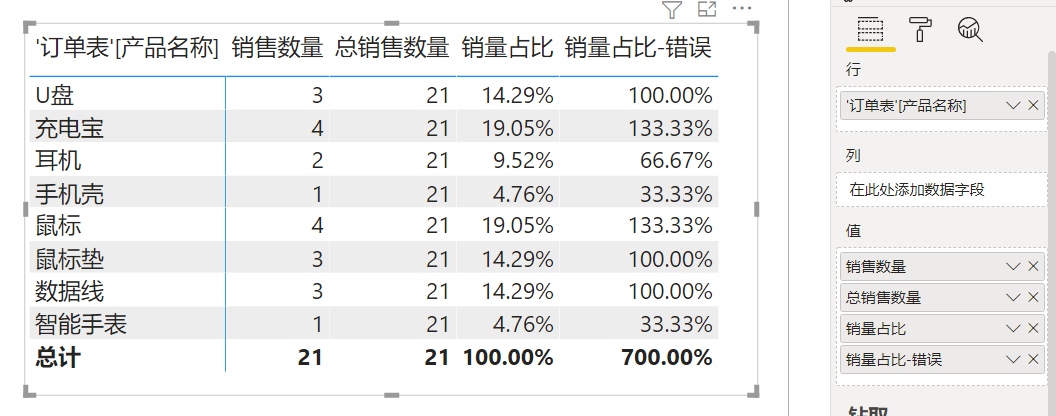 '订单表'[产品名称] 销售数量 总销售数量 销量占比 销量占比-错误
U盘 3 21 14.29% 100.00%
充电宝 4 21 19.05% 133.33%
耳机 2 21 9.52% 66.67%
手机壳 1 21 4.76% 33.33%
鼠标 4 21 19.05% 133.33%
鼠标垫 3 21 14.29% 100.00%
数据线 3 21 14.29% 100.00%
智能手表 1 21 4.76% 33.33%
总计 21 21 100.00% 700.00%
行
'订单表'[产品名称]
列
在此处添加数据字段
值
销售数量
总销售数量
销量占比
销量占比-错误
钻取